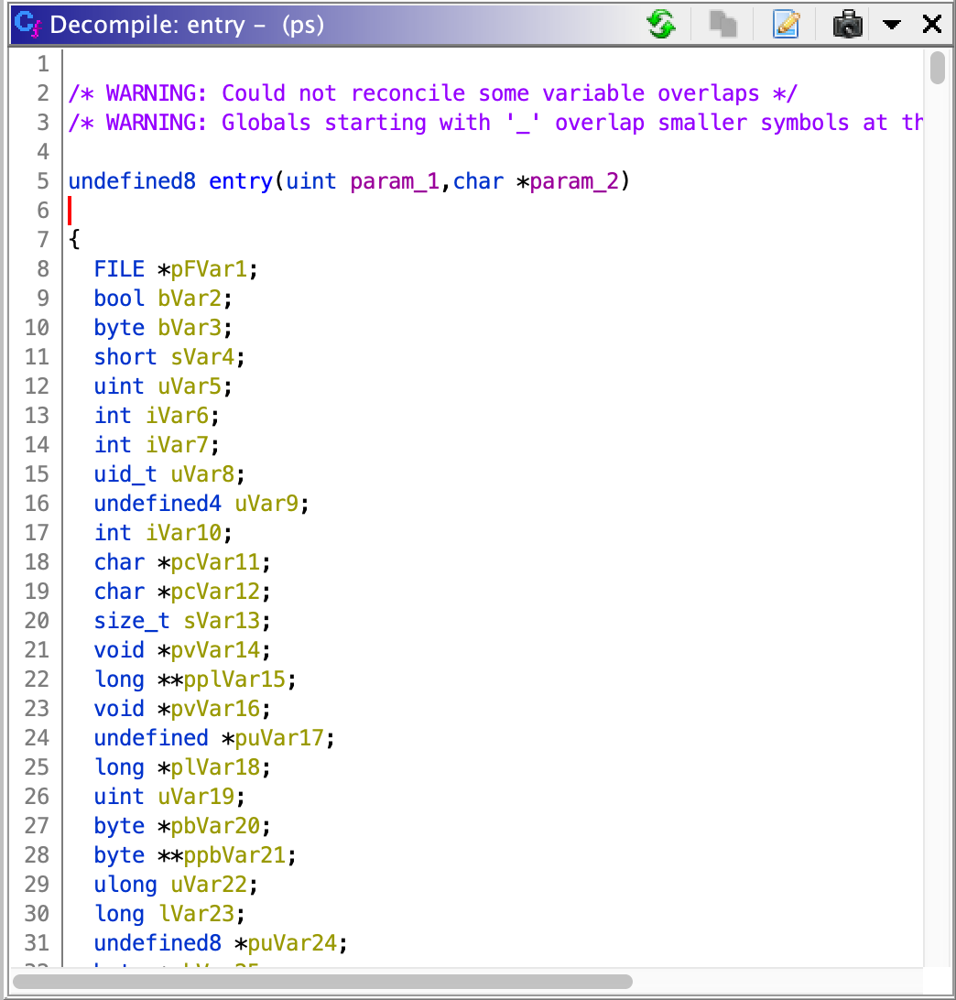 Decompile: entry - (ps)
1
2 /* WARNING: Could not reconcile some variable overlaps */
3 /* WARNING: Globals starting with '_' overlap smaller symbols at th
4
5 undefined8 entry(uint param_1,char *param_2)
6
7 {
8 FILE *pFVar1;
9 bool bVar2;
10 byte bVar3;
11 short sVar4;
12 uint uVar5;
13 int iVar6;
14 int iVar7;
15 uid_t uVar8;
16 undefined4 uVar9;
17 int iVar10;
18 char *pcVar11;
19 char *pcVar12;
20 size_t sVar13;
21 void *pvVar14;
22 long **pplVar15;
23 void *pvVar16;
24 undefined *puVar17;
25 long *plVar18;
26 uint uVar19;
27 byte *pbVar20;
28 byte **ppbVar21;
29 ulong uVar22;
30 long lVar23;
31 undefined8 *puVar24;